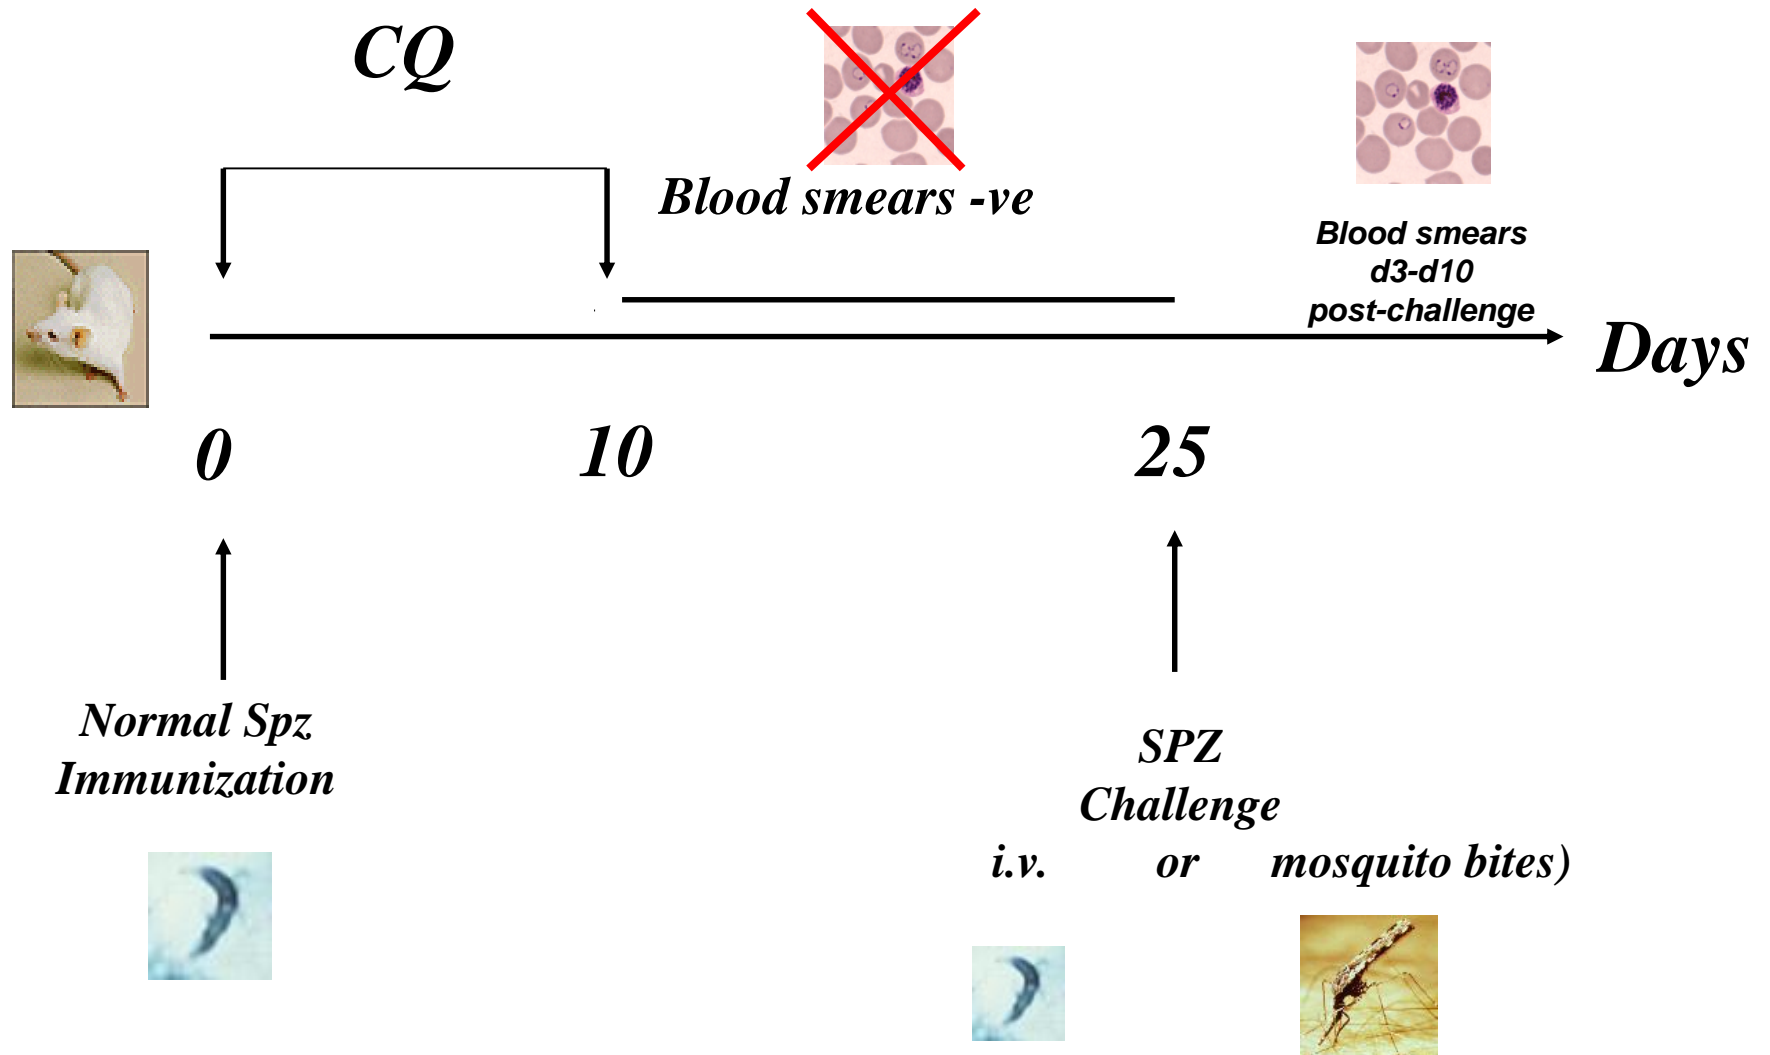 CQ
Blood smears -ve
Blood smears
d3-d10
post-challenge
Days
0
10
25
Normal Spz
Immunization
SPZ
Challenge
i.v. or mosquito bites)